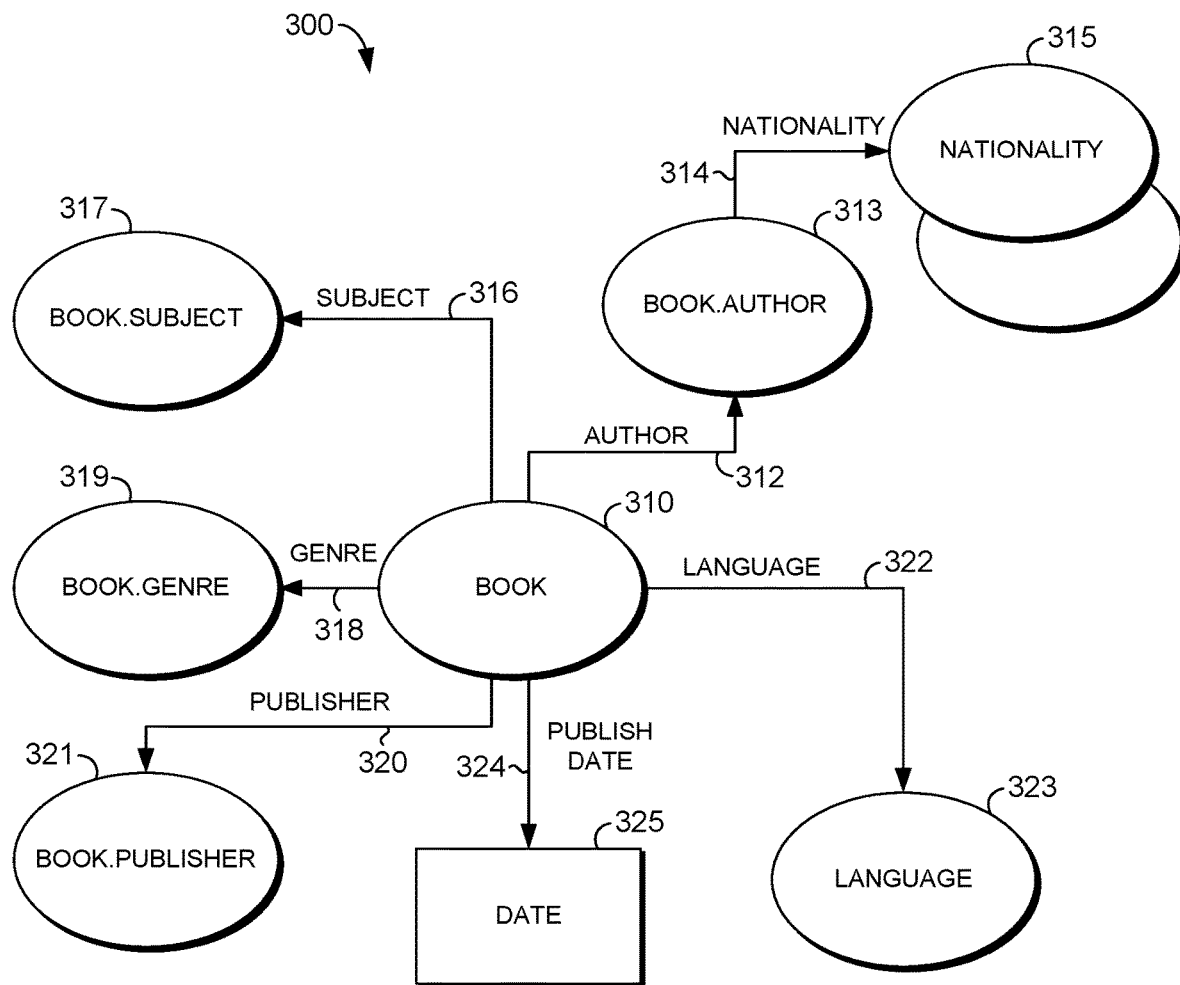 300
315
NATIONALITY
NATIONALITY
314
313
317
BOOK.AUTHOR
SUBJECT
316
BOOK.SUBJECT
AUTHOR
312
319
310
GENRE
LANGUAGE
322
BOOK.GENRE
BOOK
318
PUBLISHER
320
PUBLISH
DATE
324
321
323
325
BOOK.PUBLISHER
LANGUAGE
DATE